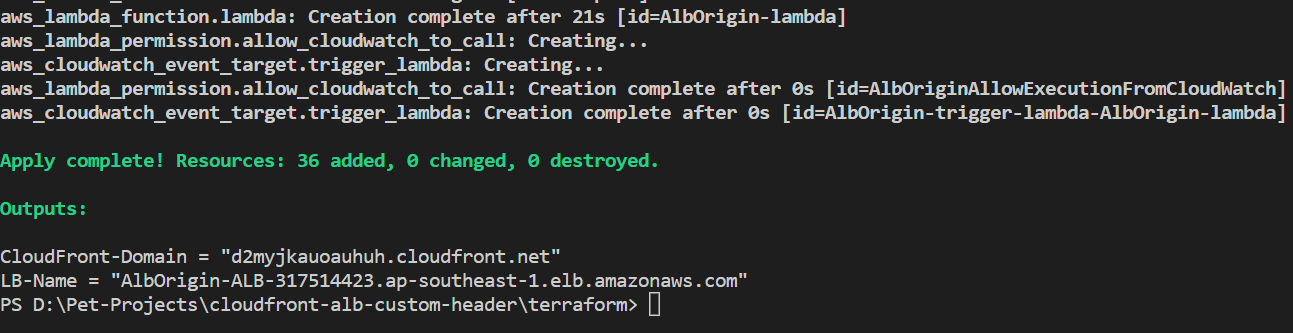 aws_lambda_function.lambda: Creation complete after 21s [id=AlbOrigin-lambda]
aws_lambda_permission.allow_cloudwatch_to_call: Creating...
aws_cloudwatch_event_target.trigger_lambda: Creating...
aws_lambda_permission.allow_cloudwatch_to_call: Creation complete after 0s [id=AlbOriginAllowExecutionFromCloudWatch]
aws_cloudwatch_event_target.trigger_lambda: Creation complete after 0s [id=AlbOrigin-trigger-lambda-AlbOrigin-lambda]
Apply complete! Resources: 36 added, 0 changed, 0 destroyed.
Outputs:
CloudFront-Domain = "d2myjkauoauhuh.cloudfront.net"
LB-Name = "AlbOrigin-ALB-317514423.ap-southeast-1.elb.amazonaws.com"
PS D:\Pet-Projects\cloudfront-alb-custom-header\terraform>